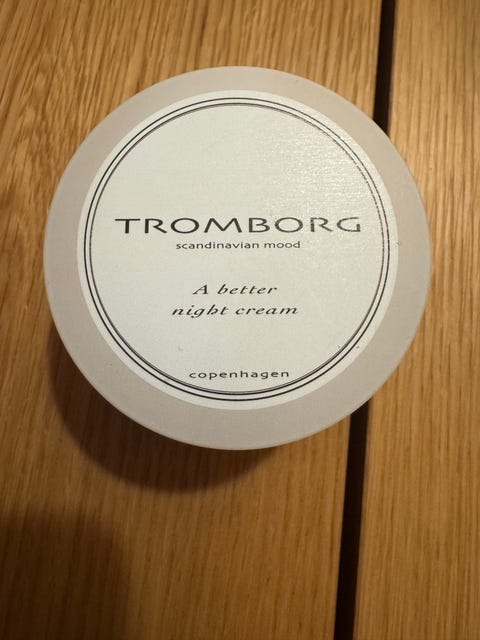 TROMBORG
scandinavian mood
A better
night cream
copenhagen